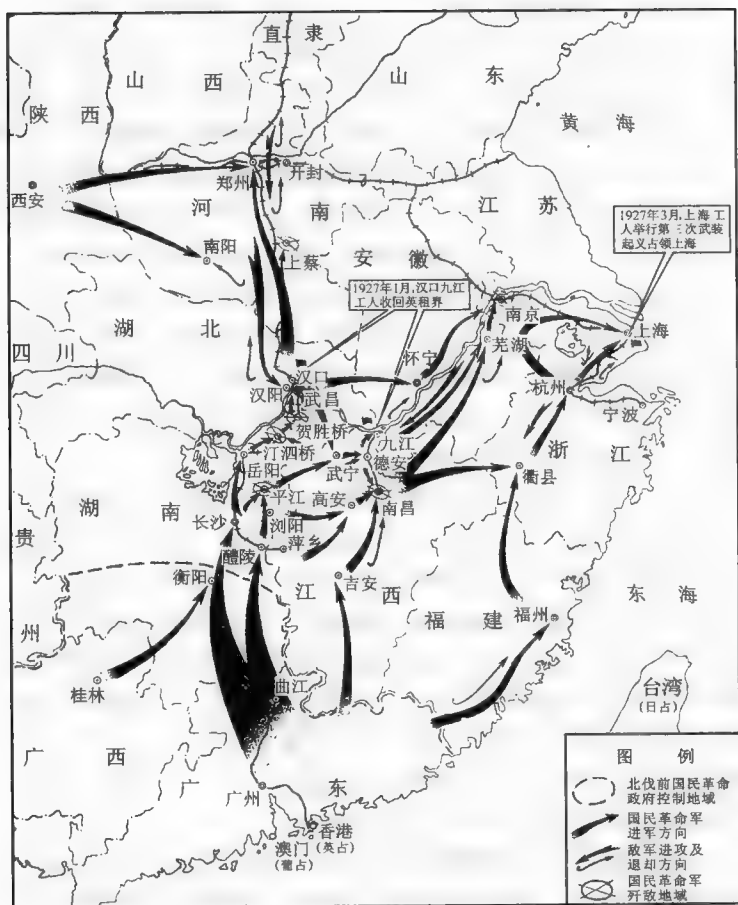 直隶
山西
山东
陕西
黄海
西安
郑州
开封
河南
江苏
1927年3月,上海工
人举行第三次武装
起义占领上海
南阳
上蔡
安徽
1927年1月,汉口九江
工人收回英租界
南京
上海
湖北
芜湖
四川
怀宁
汉口
汉阳
武昌
杭州
宁波
贺胜桥
九江
浙江
汀泗桥
岳阳
武宁
德安
衢县
平江
高安
南昌
湖南
长沙
浏阳
萍乡
醴陵
贵州
衡阳
江西
吉安
福建
福州
东海
桂林
曲江
台湾
(日占)
广西
广东
广州
香港
(英占)
澳门
(葡占)
图例
北伐前国民革命
政府控制地域
国民革命军
进军方向
敌军进攻及
退却方向
国民革命军
歼敌地域